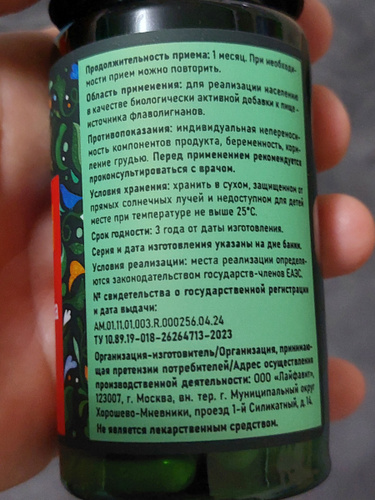 Продолжительность приема: 1 месяц. При необходи-
мости прием можно повторить.
Область применения: для реализации населению
в качестве биологически активной добавки к пище –
источника флаволигнанов.
Противопоказания: индивидуальная непереноси-
мость компонентов продукта, беременность, корм-
ление грудью. Перед применением рекомендуется
проконсультироваться с врачом.
Условия хранения: хранить в сухом, защищенном от
прямых солнечных лучей и недоступном для детей
месте при температуре не выше 25°С.
Срок годности: 3 года от даты изготовления.
Серия и дата изготовления указаны на дне банки.
Условия реализации: места реализации определя-
ются законодательством государств-членов ЕАЭС.
№ свидетельства о государственной регистрации
и дата выдачи:
AM.01.11.01.003.R.000256.04.24
ТУ 10.89.19-018-26264713-2023
Организация-изготовитель/Организация, принимаю-
щая претензии потребителей/Адрес осуществления
производственной деятельности: ООО «Лайфавит»,
123007, г. Москва, вн. тер. г. Муниципальный округ
Хорошево-Мневники, проезд 1-й Силикатный, д. 14.
Не является лекарственным средством.